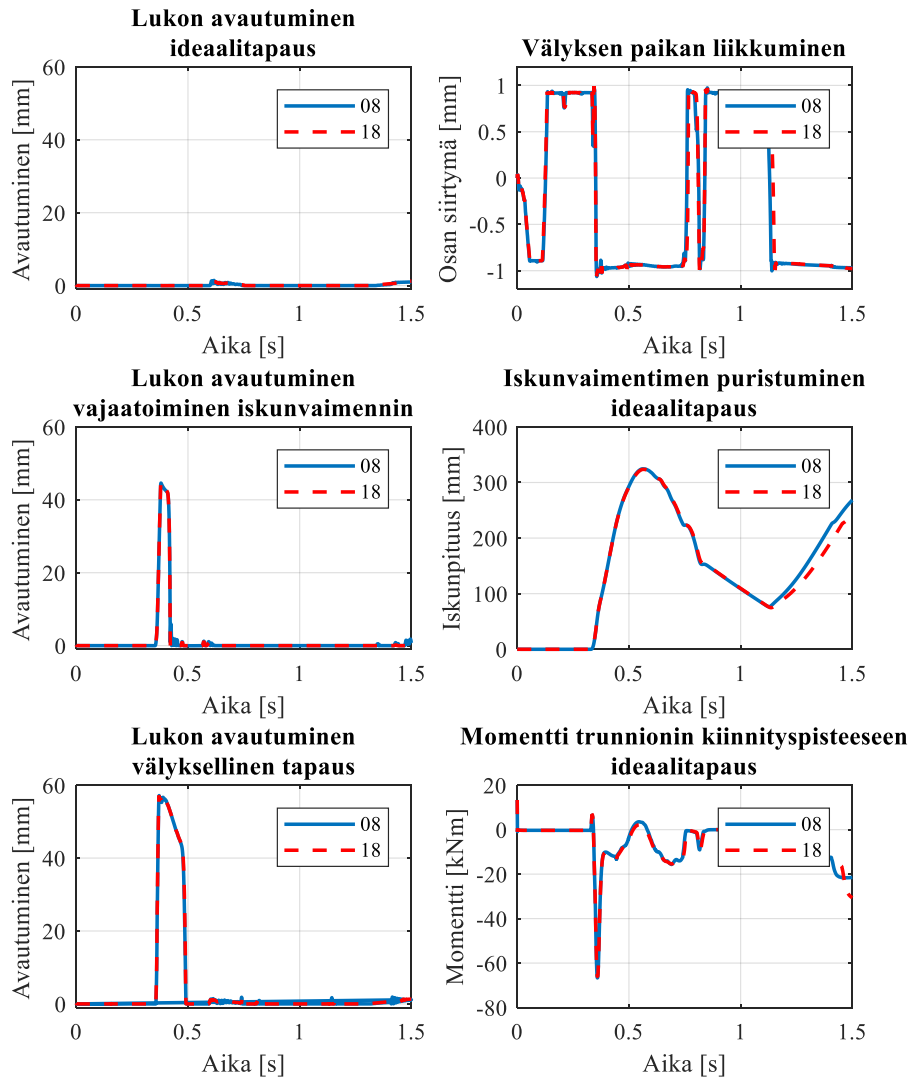 Lukon avautuminen
ideaalitapaus
Avautuminen [mm]
60
40
20
0
08
18
0 0.5 1 1.5
Aika [s]
Välyksen paikan liikkuminen
Osan siirtymä [mm]
1
0.5
0
-0.5
-1
08
18
0 0.5 1 1.5
Aika [s]
Lukon avautuminen
vajaatoiminen iskunvaimennin
Avautuminen [mm]
60
40
20
0
08
18
0 0.5 1 1.5
Aika [s]
Iskunvaimentimen puristuminen
ideaalitapaus
Iskunpituus [mm]
400
300
200
100
0
08
18
0 0.5 1 1.5
Aika [s]
Lukon avautuminen
välyksellinen tapaus
Avautuminen [mm]
60
40
20
0
08
18
0 0.5 1 1.5
Aika [s]
Momentti trunnionin kiinnityspisteeseen
ideaalitapaus
Momentti [kNm]
20
0
-20
-40
-60
-80
08
18
0 0.5 1 1.5
Aika [s]